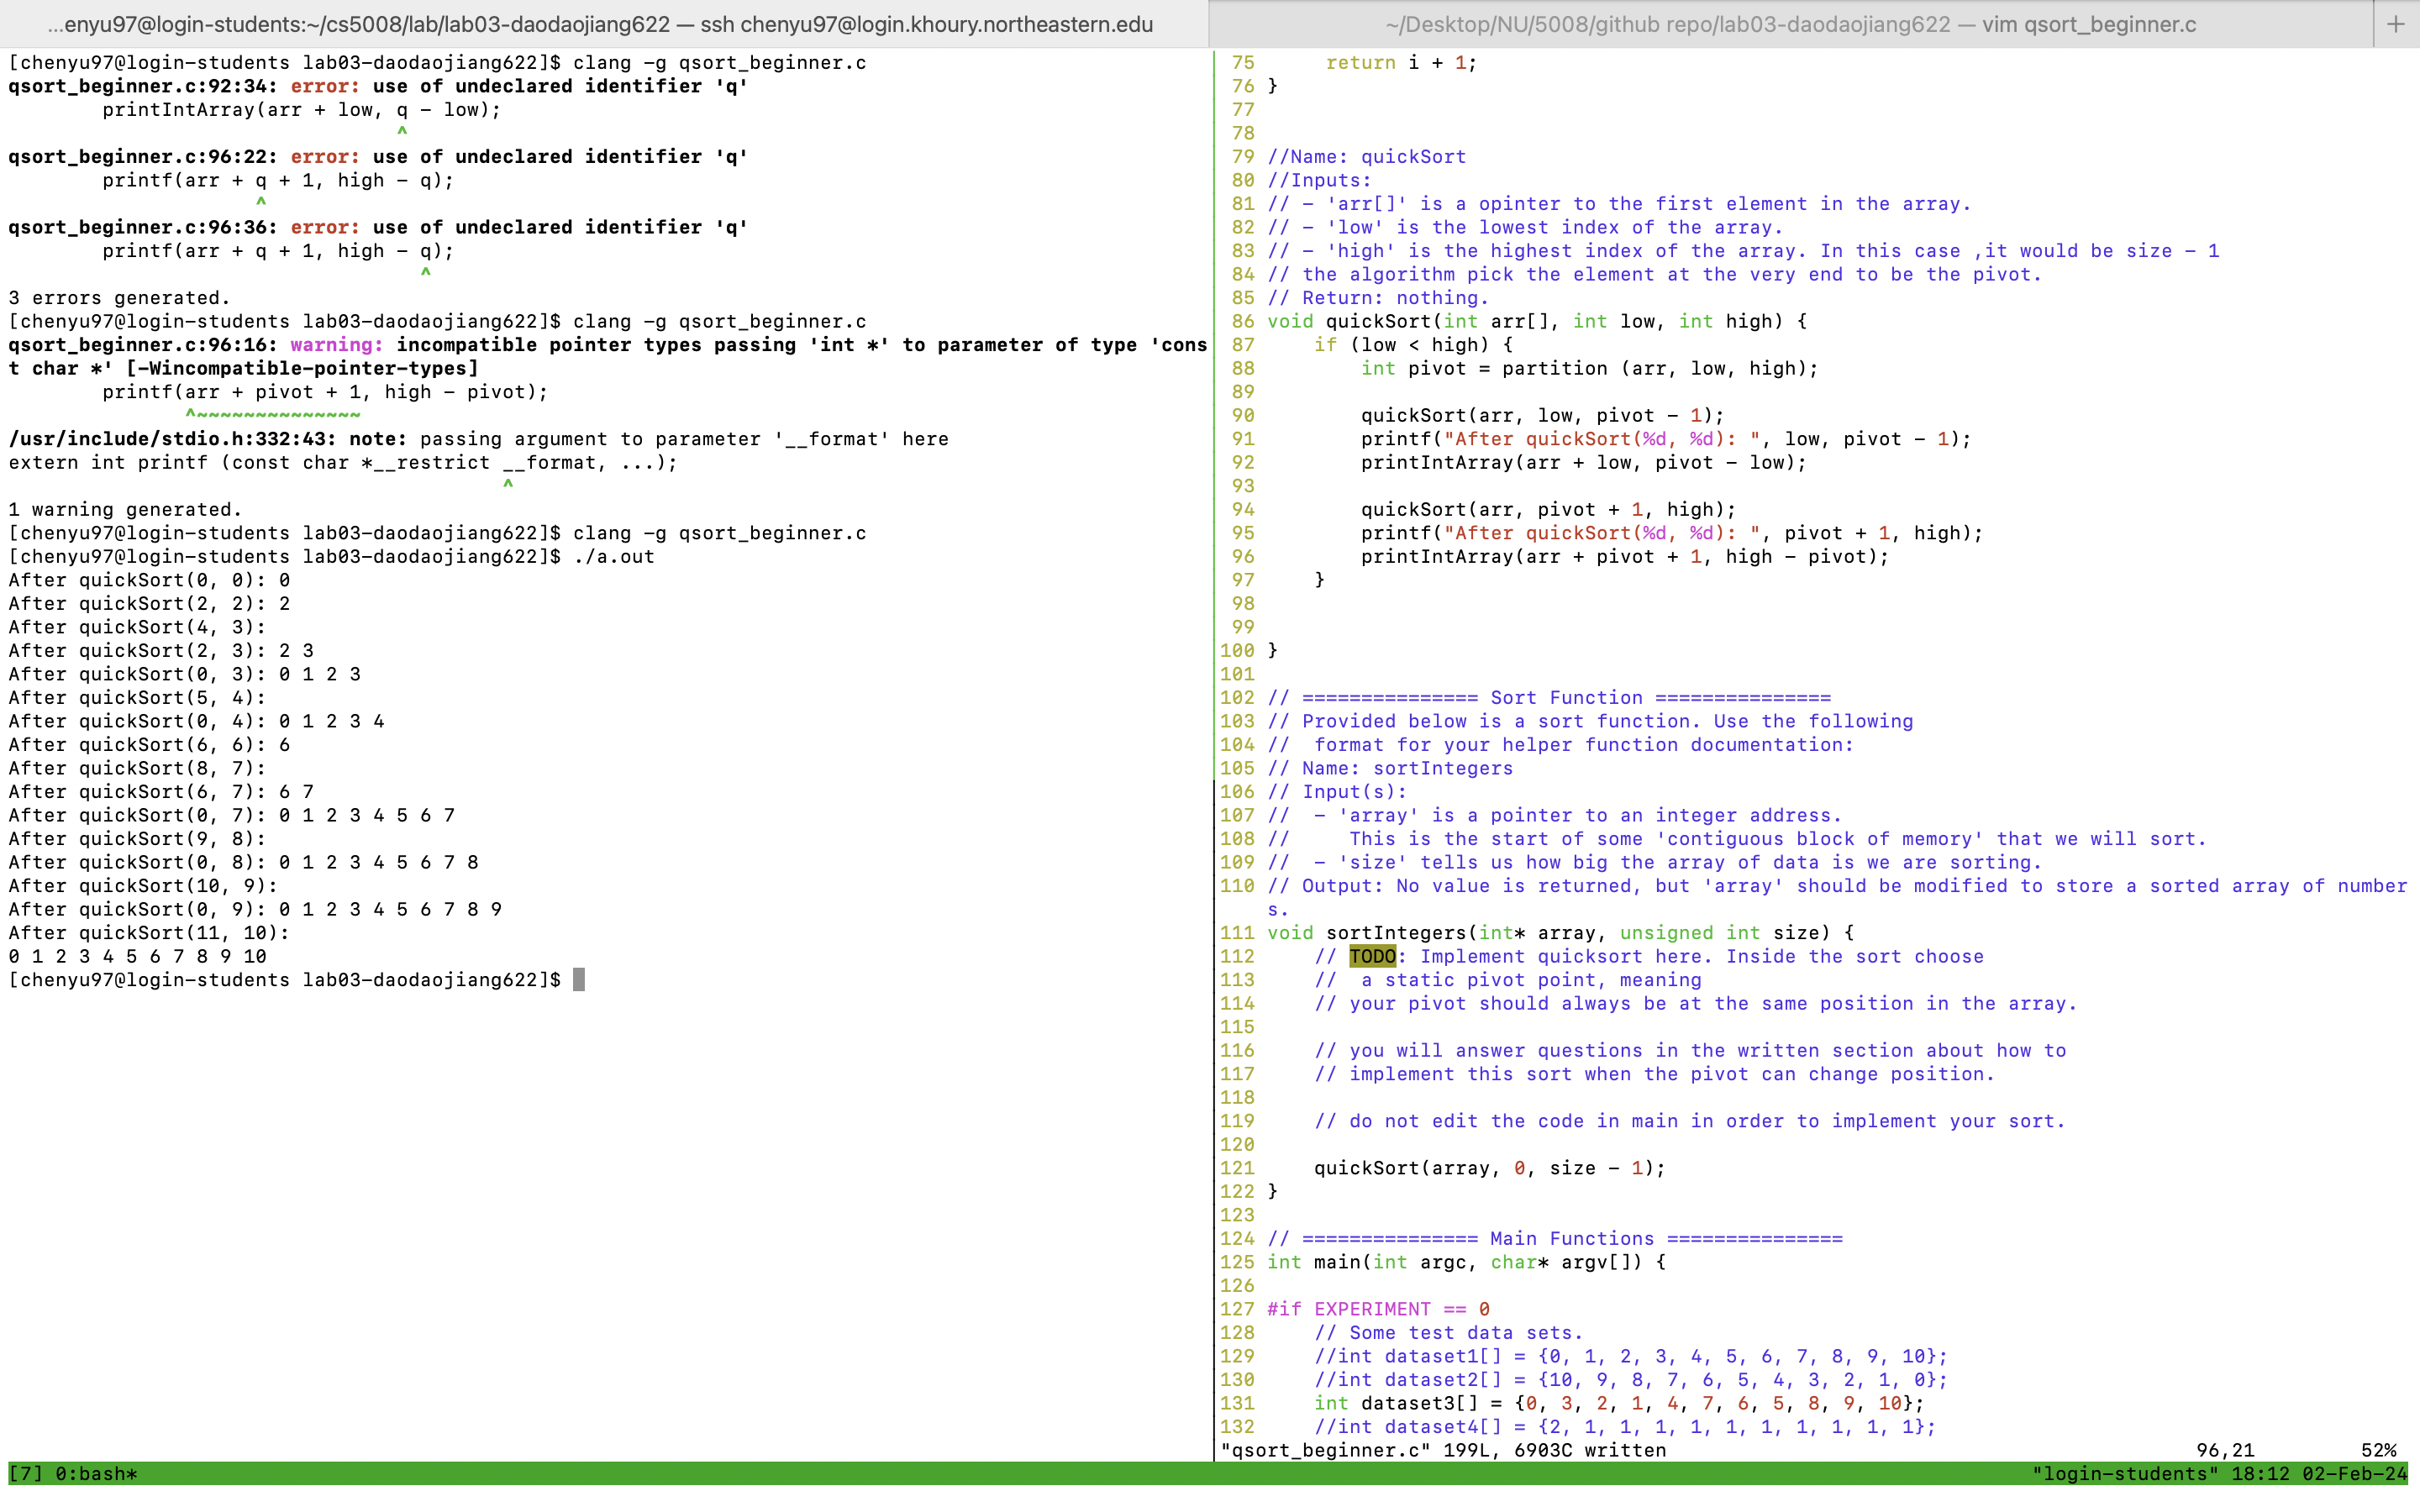 ...enyu97@login-students:~/cs5008/lab/lab03-daodaojiang622 — ssh chenyu97@login.khoury.northeastern.edu
~/Desktop/NU/5008/github repo/lab03-daodaojiang622 — vim qsort_beginner.c
+
[chenyu97@login-students lab03-daodaojiang622]$ clang -g qsort_beginner.c
qsort_beginner.c:92:34: error: use of undeclared identifier 'q'
        printIntArray(arr + low, q - low);
                                 ^
qsort_beginner.c:96:22: error: use of undeclared identifier 'q'
        printf(arr + q + 1, high - q);
                     ^
qsort_beginner.c:96:36: error: use of undeclared identifier 'q'
        printf(arr + q + 1, high - q);
                                   ^
3 errors generated.
[chenyu97@login-students lab03-daodaojiang622]$ clang -g qsort_beginner.c
qsort_beginner.c:96:16: warning: incompatible pointer types passing 'int *' to parameter of type 'cons
t char *' [-Wincompatible-pointer-types]
        printf(arr + pivot + 1, high - pivot);
               ^~~~~~~~~~~~~~~
/usr/include/stdio.h:332:43: note: passing argument to parameter '__format' here
extern int printf (const char *__restrict __format, ...);
                                          ^
1 warning generated.
[chenyu97@login-students lab03-daodaojiang622]$ clang -g qsort_beginner.c
[chenyu97@login-students lab03-daodaojiang622]$ ./a.out
After quickSort(0, 0): 0
After quickSort(2, 2): 2
After quickSort(4, 3):
After quickSort(2, 3): 2 3
After quickSort(0, 3): 0 1 2 3
After quickSort(5, 4):
After quickSort(0, 4): 0 1 2 3 4
After quickSort(6, 6): 6
After quickSort(8, 7):
After quickSort(6, 7): 6 7
After quickSort(0, 7): 0 1 2 3 4 5 6 7
After quickSort(9, 8):
After quickSort(0, 8): 0 1 2 3 4 5 6 7 8
After quickSort(10, 9):
After quickSort(0, 9): 0 1 2 3 4 5 6 7 8 9
After quickSort(11, 10):
0 1 2 3 4 5 6 7 8 9 10
[chenyu97@login-students lab03-daodaojiang622]$
75      return i + 1;
76 }
77
78
79 //Name: quickSort
80 //Inputs:
81 // - 'arr[]' is a opinter to the first element in the array.
82 // - 'low' is the lowest index of the array.
83 // - 'high' is the highest index of the array. In this case ,it would be size - 1
84 // the algorithm pick the element at the very end to be the pivot.
85 // Return: nothing.
86 void quickSort(int arr[], int low, int high) {
87     if (low < high) {
88         int pivot = partition (arr, low, high);
89
90         quickSort(arr, low, pivot - 1);
91         printf("After quickSort(%d, %d): ", low, pivot - 1);
92         printIntArray(arr + low, pivot - low);
93
94         quickSort(arr, pivot + 1, high);
95         printf("After quickSort(%d, %d): ", pivot + 1, high);
96         printIntArray(arr + pivot + 1, high - pivot);
97     }
98
99
100 }
101
102 // =============== Sort Function ===============
103 // Provided below is a sort function. Use the following
104 //  format for your helper function documentation:
105 // Name: sortIntegers
106 // Input(s):
107 //  - 'array' is a pointer to an integer address.
108 //     This is the start of some 'contiguous block of memory' that we will sort.
109 //  - 'size' tells us how big the array of data is we are sorting.
110 // Output: No value is returned, but 'array' should be modified to store a sorted array of number
s.
111 void sortIntegers(int* array, unsigned int size) {
112     // TODO: Implement quicksort here. Inside the sort choose
113     //  a static pivot point, meaning
114     // your pivot should always be at the same position in the array.
115
116     // you will answer questions in the written section about how to
117     // implement this sort when the pivot can change position.
118
119     // do not edit the code in main in order to implement your sort.
120
121     quickSort(array, 0, size - 1);
122 }
123
124 // =============== Main Functions ===============
125 int main(int argc, char* argv[]) {
126
127 #if EXPERIMENT == 0
128     // Some test data sets.
129     //int dataset1[] = {0, 1, 2, 3, 4, 5, 6, 7, 8, 9, 10};
130     //int dataset2[] = {10, 9, 8, 7, 6, 5, 4, 3, 2, 1, 0};
131     int dataset3[] = {0, 3, 2, 1, 4, 7, 6, 5, 8, 9, 10};
132     //int dataset4[] = {2, 1, 1, 1, 1, 1, 1, 1, 1, 1, 1};
"qsort_beginner.c" 199L, 6903C written                                             96,21         52%
[7] 0:bash*
"login-students" 18:12 02-Feb-24